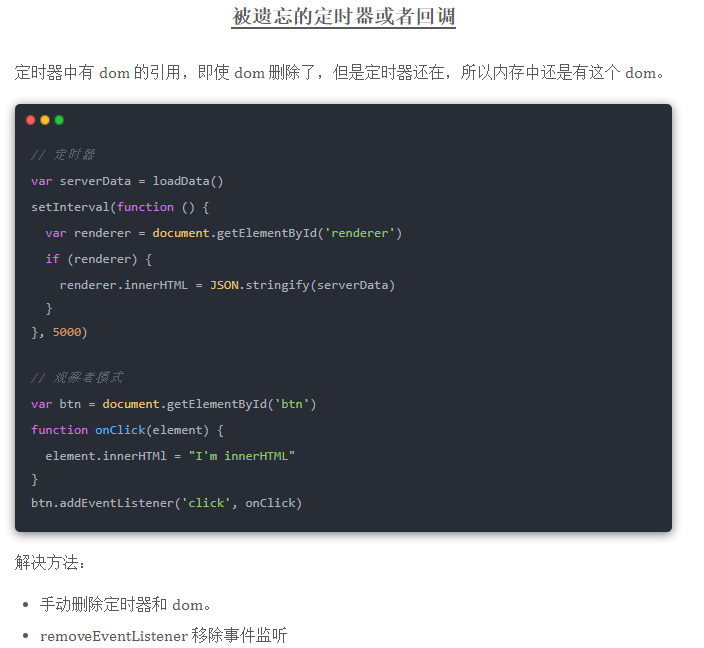 被遗忘的定时器或者回调
定时器中有 dom 的引用，即使 dom 删除了，但是定时器还在，所以内存中还是有这个 dom。
// 定时器
var serverData = loadData()
setInterval(function () {
  var renderer = document.getElementById('renderer')
  if (renderer) {
    renderer.innerHTML = JSON.stringify(serverData)
  }
}, 5000)
// 观察者模式
var btn = document.getElementById('btn')
function onClick(element) {
  element.innerHTMl = "I'm innerHTML"
}
btn.addEventListener('click', onClick)
解决方法：
• 手动删除定时器和 dom。
• removeEventListener 移除事件监听